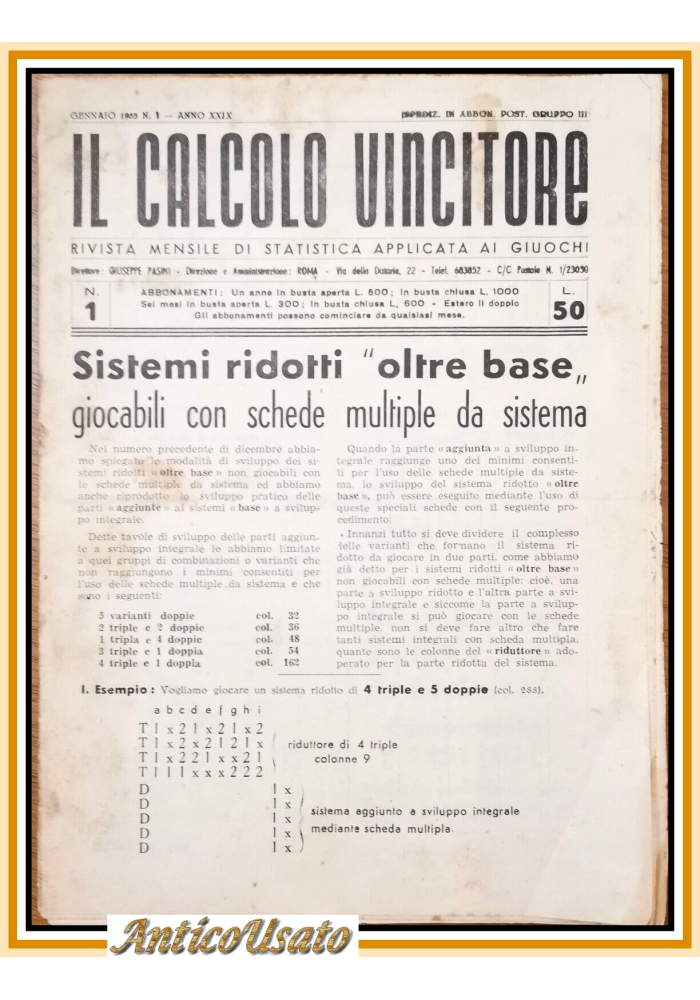 GENNAIO 1955 N. 1 — ANNO XXIX
(SPEDIZ. IN ABBON. POST. GRUPPO III)
IL CALCOLO VINCITORE
RIVISTA MENSILE DI STATISTICA APPLICATA AI GIUOCHI
Direttore: GIUSEPPE PASINI - Direzione e Amministrazione: ROMA - Via della Dataria, 22 - Telef. 683852 - C/C Postale N. 1/23050
N.
1
ABBONAMENTI: Un anno in busta aperta L. 500; In busta chiusa L. 1000
Sei mesi in busta aperta L. 300; In busta chiusa L, 600 - Estero il doppio
Gli abbonamenti possono cominciare da qualsiasi mese.
L.
50
Sistemi ridotti "oltre base„
giocabili con schede multiple da sistema
Nel numero precedente di dicembre abbia-
mo spiegato le modalità di sviluppo dei si-
stemi ridotti «oltre base» non giocabili con
le schede multiple da sistema ed abbiamo
anche riprodotto lo sviluppo pratico delle
parti «aggiunte» ai sistemi «base» a svilup-
po integrale.
Dette tavole di sviluppo delle parti aggiun-
te a sviluppo integrale le abbiamo limitate
a quei gruppi di combinazioni o varianti che
non raggiungono i minimi consentiti per
l'uso delle schede multiple da sistema e che
sono i seguenti:
5 varianti doppie col. 32
2 triple e 2 doppie col. 36
1 tripla e 4 doppie col. 48
3 triple e 1 doppia col. 54
4 triple e 1 doppia col. 162
Quando la parte «aggiunta» a sviluppo in-
tegrale raggiunge uno dei minimi consenti-
ti per l'uso delle schede multiple da siste-
ma, lo sviluppo del sistema ridotto «oltre
base», può essere eseguito mediante l'uso di
queste speciali schede con il seguente pro-
cedimento:
Innanzi tutto si deve dividere il complesso
delle varianti che formano il sistema ri-
dotto da giocare in due parti, come abbiamo
già detto per i sistemi ridotti «oltre base»
non giocabili con schede multiple: cioè, una
parte a sviluppo ridotto e l'altra parte a svi-
luppo integrale e siccome la parte a svilup-
po integrale si può giocare con le schede
multiple, non si deve fare altro che fare
tanti sistemi integrali con scheda multipla,
quante sono le colonne del «riduttore» ado-
perato per la parte ridotta del sistema.
I. Esempio: Vogliamo giocare un sistema ridotto di 4 triple e 5 doppie (col. 288).
a b c d e f g h i
T 1 x 2 1 x 2 1 x 2
T 1 x 2 x 2 1 2 1 x
T 1 x 2 2 1 x x 2 1
T 1 1 1 x x x 2 2 2
riduttore di 4 triple
colonne 9
D 1 x
D 1 x
D 1 x
D 1 x
D 1 x
sistema aggiunto a sviluppo integrale
mediante scheda multipla.
AnticoUsato